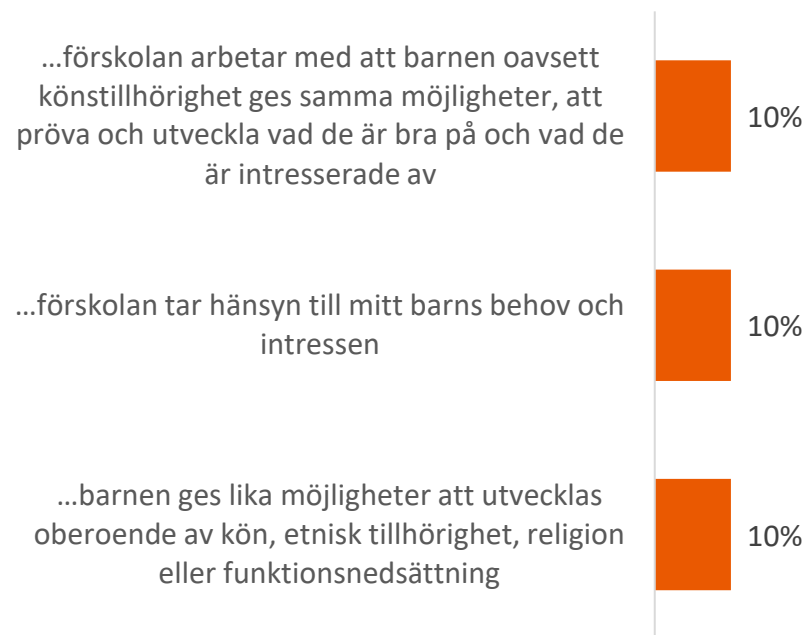 …förskolan arbetar med att barnen oavsett
könstillhörighet ges samma möjligheter, att
pröva och utveckla vad de är bra på och vad de
är intresserade av
10%
…förskolan tar hänsyn till mitt barns behov och
intressen
10%
…barnen ges lika möjligheter att utvecklas
oberoende av kön, etnisk tillhörighet, religion
eller funktionsnedsättning
10%